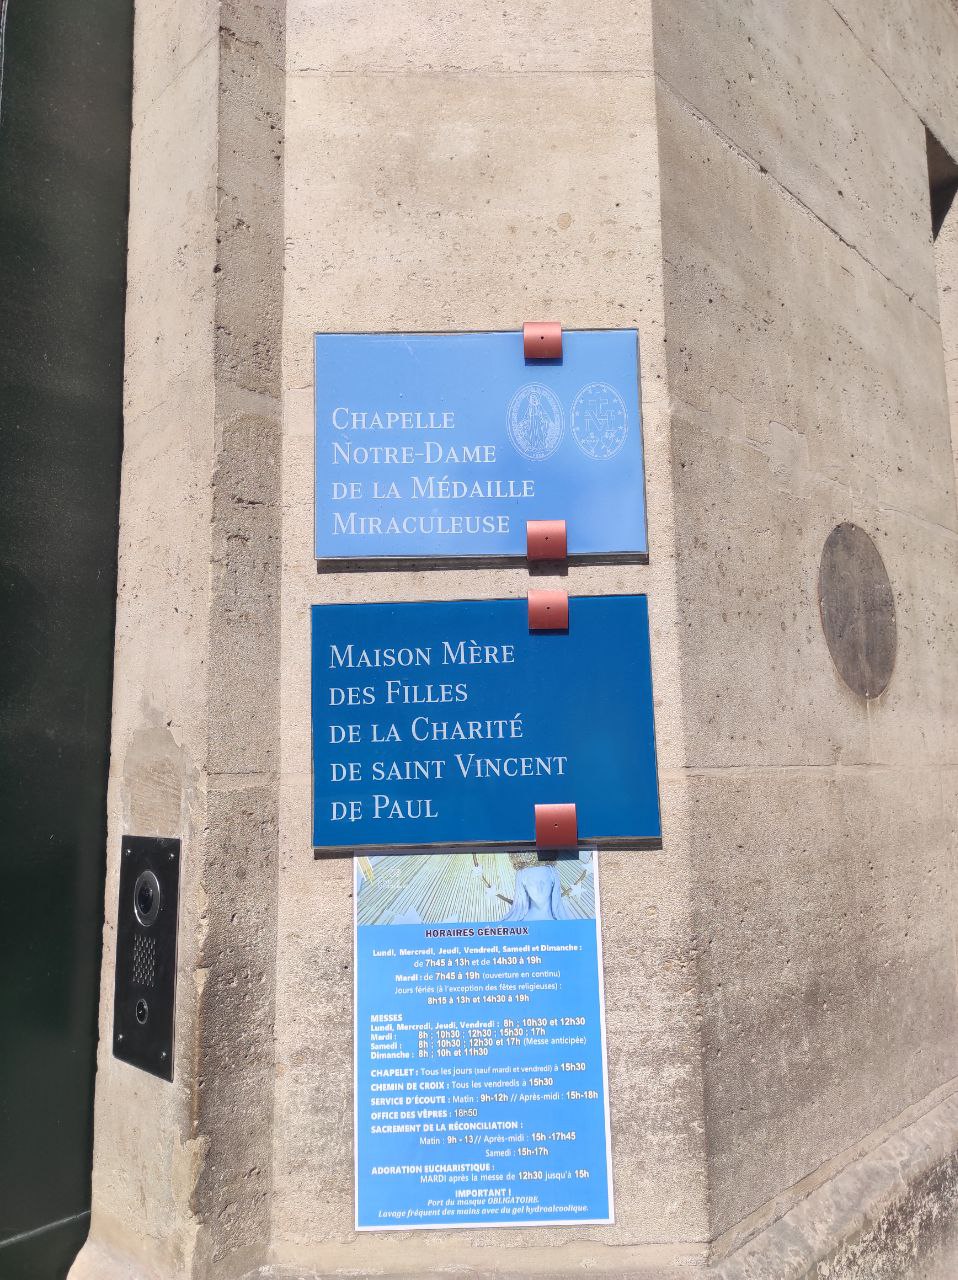 Chapelle
Notre-Dame
de la Médaille
Miraculeuse
Maison Mère
des Filles
de la Charité
de saint Vincent
de Paul
HORAIRES GÉNÉRAUX
Lundi, Mercredi, Jeudi, Vendredi, Samedi et Dimanche :
de 7h45 à 13h et de 14h30 à 19h
Mardi : de 7h45 à 19h (ouverture en continu)
Jours fériés (à l'exception des fêtes religieuses) :
8h15 à 13h et 14h30 à 19h
MESSES
Lundi, Mercredi, Jeudi, Vendredi : 8h ; 10h30 et 12h30
Mardi : 8h ; 10h30 ; 12h30 ; 15h30 ; 17h
Samedi : 8h ; 10h30 ; 12h30 et 17h (Messe anticipée)
Dimanche : 8h ; 10h et 11h30
CHAPELET : Tous les jours (sauf mardi et vendredi) à 15h30
CHEMIN DE CROIX : Tous les vendredis à 15h30
SERVICE D'ÉCOUTE : Matin : 9h-12h // Après-midi : 15h-18h
OFFICE DES VÊPRES : 18h50
SACREMENT DE LA RÉCONCILIATION :
Matin : 9h - 13 // Après-midi : 15h -17h45
Samedi : 15h-17h
ADORATION EUCHARISTIQUE :
MARDI après la messe de 12h30 jusqu'à 15h
IMPORTANT !
Port du masque OBLIGATOIRE.
Lavage fréquent des mains avec du gel hydroalcoolique.